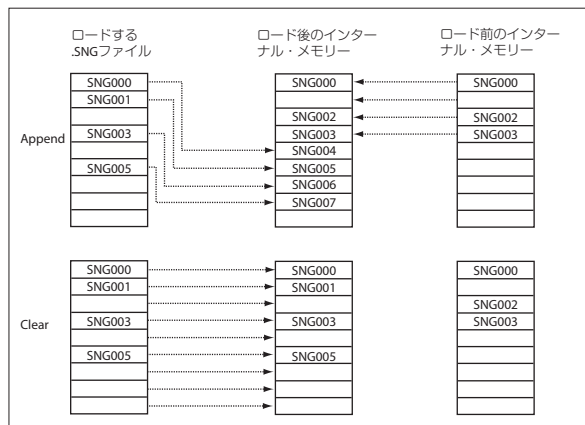 ロードする
.SNGファイル
ロード後のインター
ナル・メモリー
ロード前のインター
ナル・メモリー
Append
SNG000
SNG001
SNG003
SNG005
SNG000
SNG002
SNG003
SNG004
SNG005
SNG006
SNG007
SNG000
SNG002
SNG003
Clear
SNG000
SNG001
SNG003
SNG005
SNG000
SNG001
SNG003
SNG005
SNG000
SNG002
SNG003